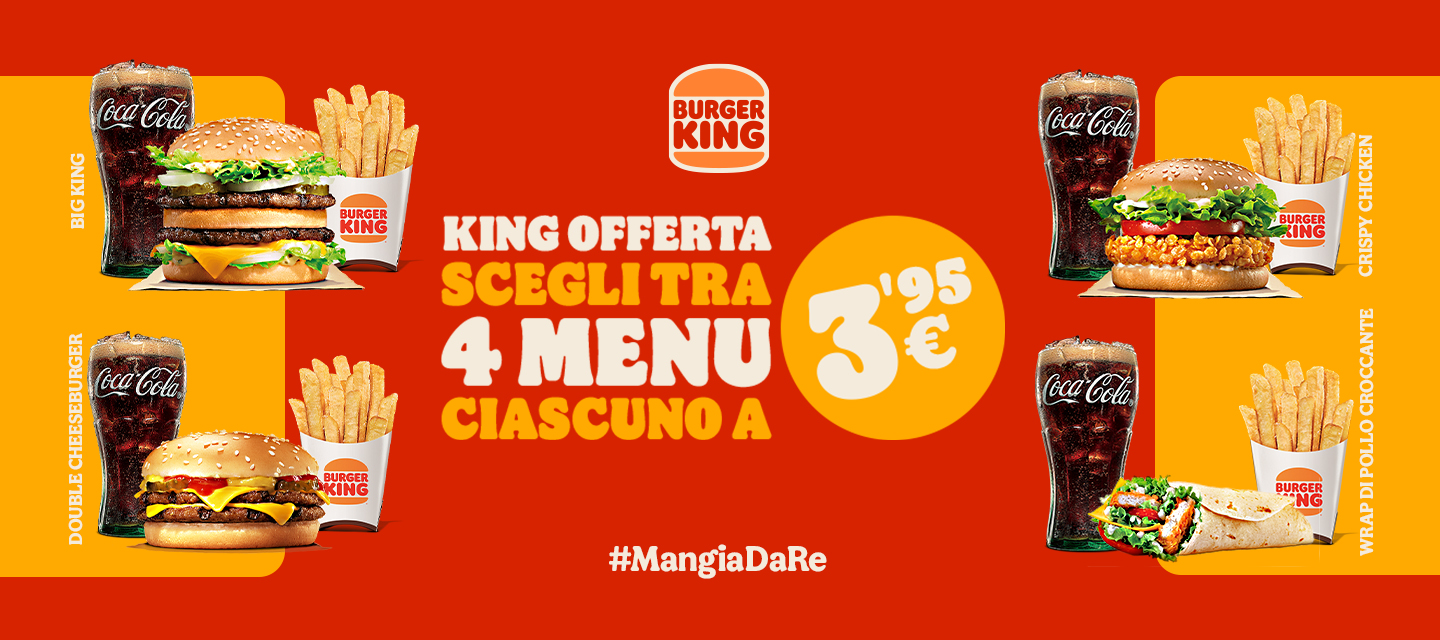 BURGER
KING
KING OFFERTA
SCEGLI TRA
4 MENU
CIASCUNO A
3'95
€
#MangiaDaRe
BIG KING
Coca-Cola
BURGER
KING
DOUBLE CHEESEBURGER
Coca-Cola
BURGER
KING
Coca-Cola
BURGER
KING
CRISPY CHICKEN
Coca-Cola
BURGER
KING
WRAP DI POLLO CROCCANTE